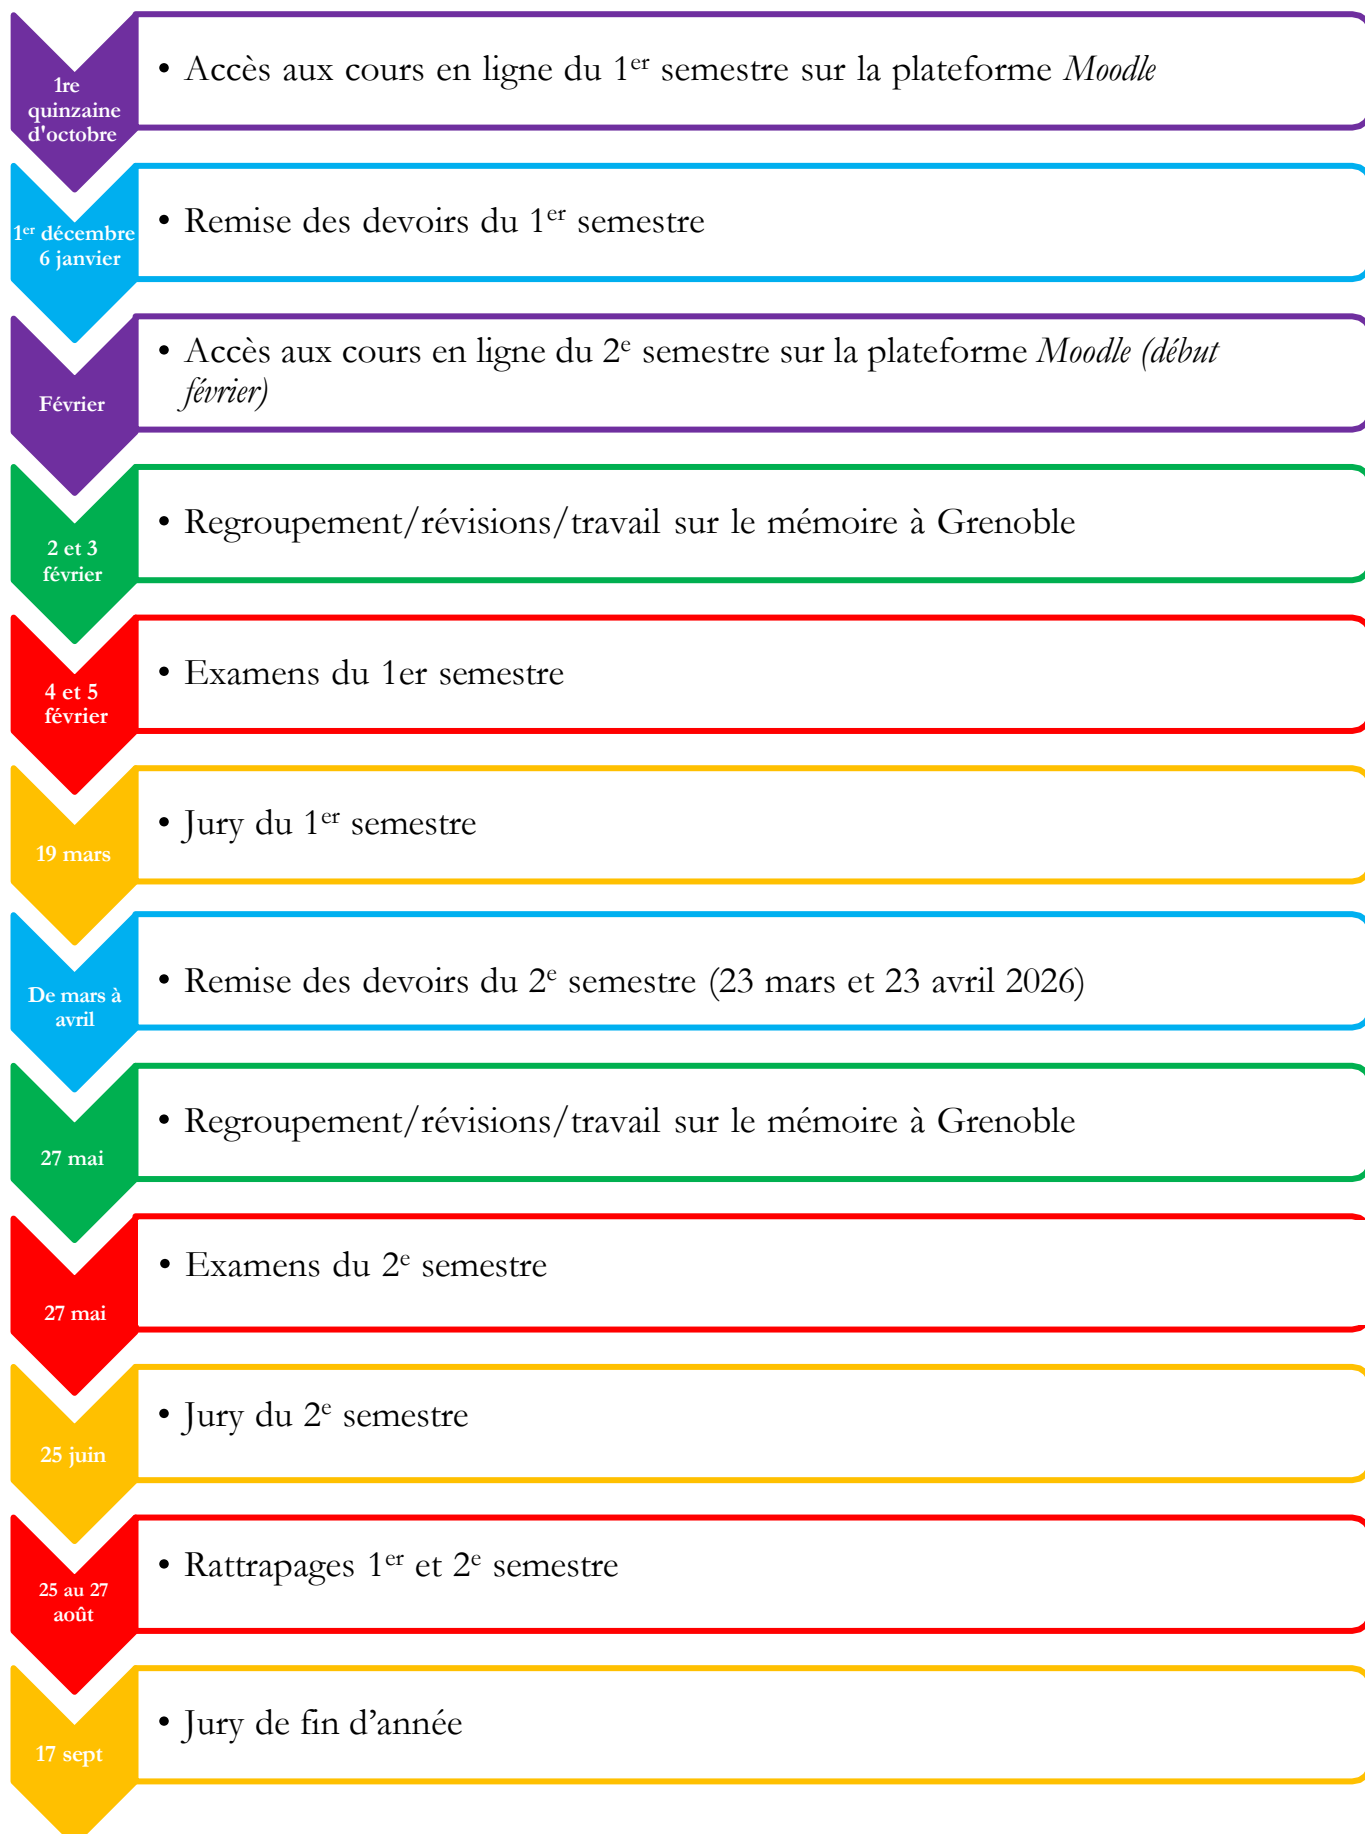 1re
quinzaine
d'octobre
• Accès aux cours en ligne du 1er semestre sur la plateforme Moodle
1er décembre
6 janvier
• Remise des devoirs du 1er semestre
Février
• Accès aux cours en ligne du 2e semestre sur la plateforme Moodle (début
février)
2 et 3
février
• Regroupement/révisions/travail sur le mémoire à Grenoble
4 et 5
février
• Examens du 1er semestre
19 mars
• Jury du 1er semestre
De mars à
avril
• Remise des devoirs du 2e semestre (23 mars et 23 avril 2026)
27 mai
• Regroupement/révisions/travail sur le mémoire à Grenoble
27 mai
• Examens du 2e semestre
25 juin
• Jury du 2e semestre
25 au 27
août
• Rattrapages 1er et 2e semestre
17 sept
• Jury de fin d’année